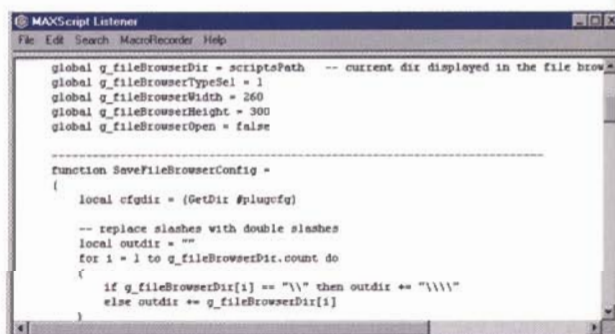 MAXScript Listener
File Edit Search MacroRecorder Help
global g_fileBrowserDir = scriptsPath -- current dir displayed in the file brow
global g_fileBrowserTypeSel = 1
global g_fileBrowserWidth = 260
global g_fileBrowserHeight = 300
global g_fileBrowserOpen = false
--------------------------------------------------------------------------
function SaveFileBrowserConfig =
(
local cfgdir = (GetDir #plugcfg)
-- replace slashes with double slashes
local outdir = ""
for i = 1 to g_fileBrowserDir.count do
(
if g_fileBrowserDir[i] == "\\" then outdir += "\\\\"
else outdir += g_fileBrowserDir[i]
)